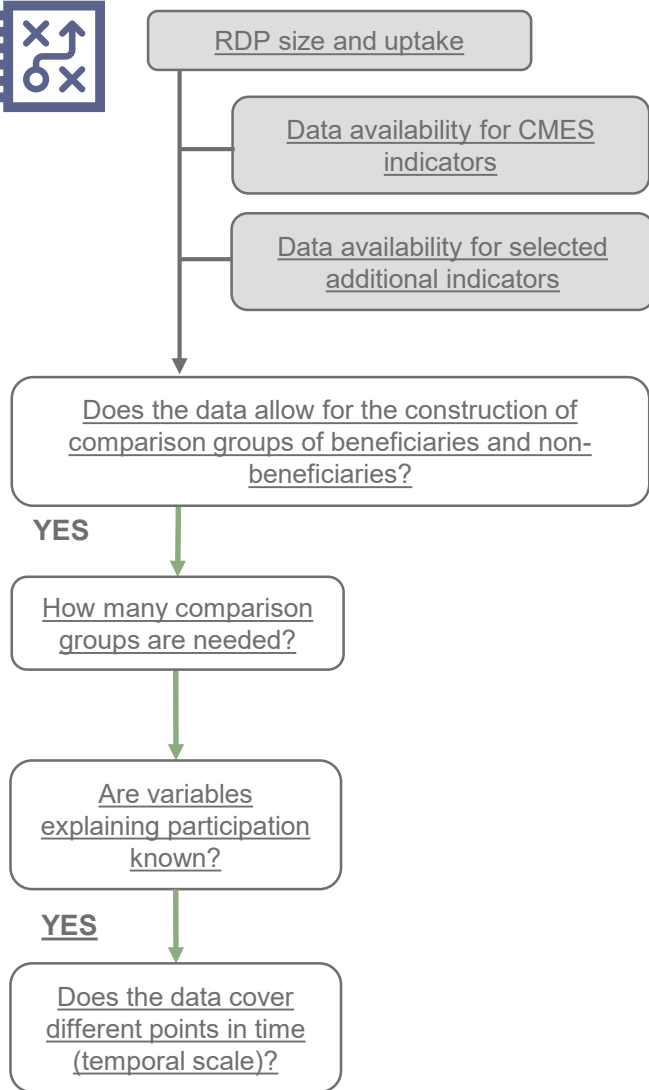 RDP size and uptake
Data availability for CMES
indicators
Data availability for selected
additional indicators
Does the data allow for the construction of
comparison groups of beneficiaries and non-
beneficiaries?
YES
How many comparison
groups are needed?
Are variables
explaining participation
known?
YES
Does the data cover
different points in time
(temporal scale)?